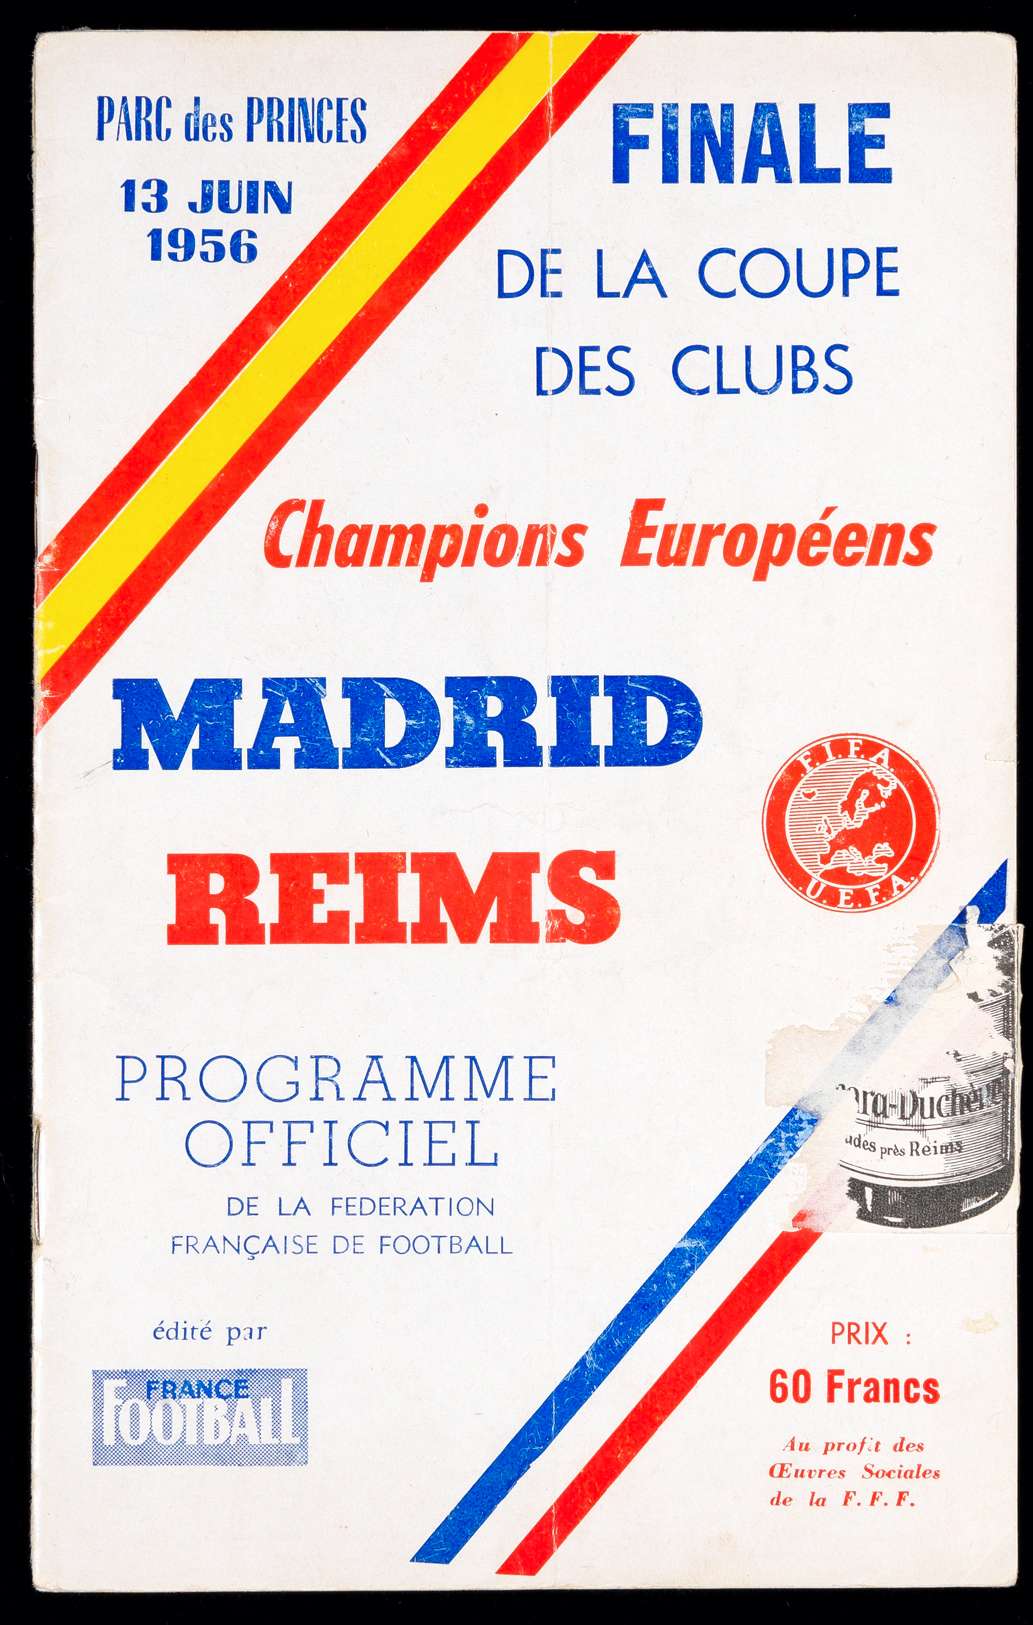 PARC des PRINCES
13 JUIN
1956
FINALE
DE LA COUPE
DES CLUBS
Champions Européens
MADRID
REIMS
F.I.F.A
U.E.F.A.
PROGRAMME
OFFICIEL
DE LA FEDERATION
FRANÇAISE DE FOOTBALL
près Reims
édité par
FRANCE
FOOTBALL
PRIX :
60 Francs
Au profit des
Œuvres Sociales
de la F.F.F.